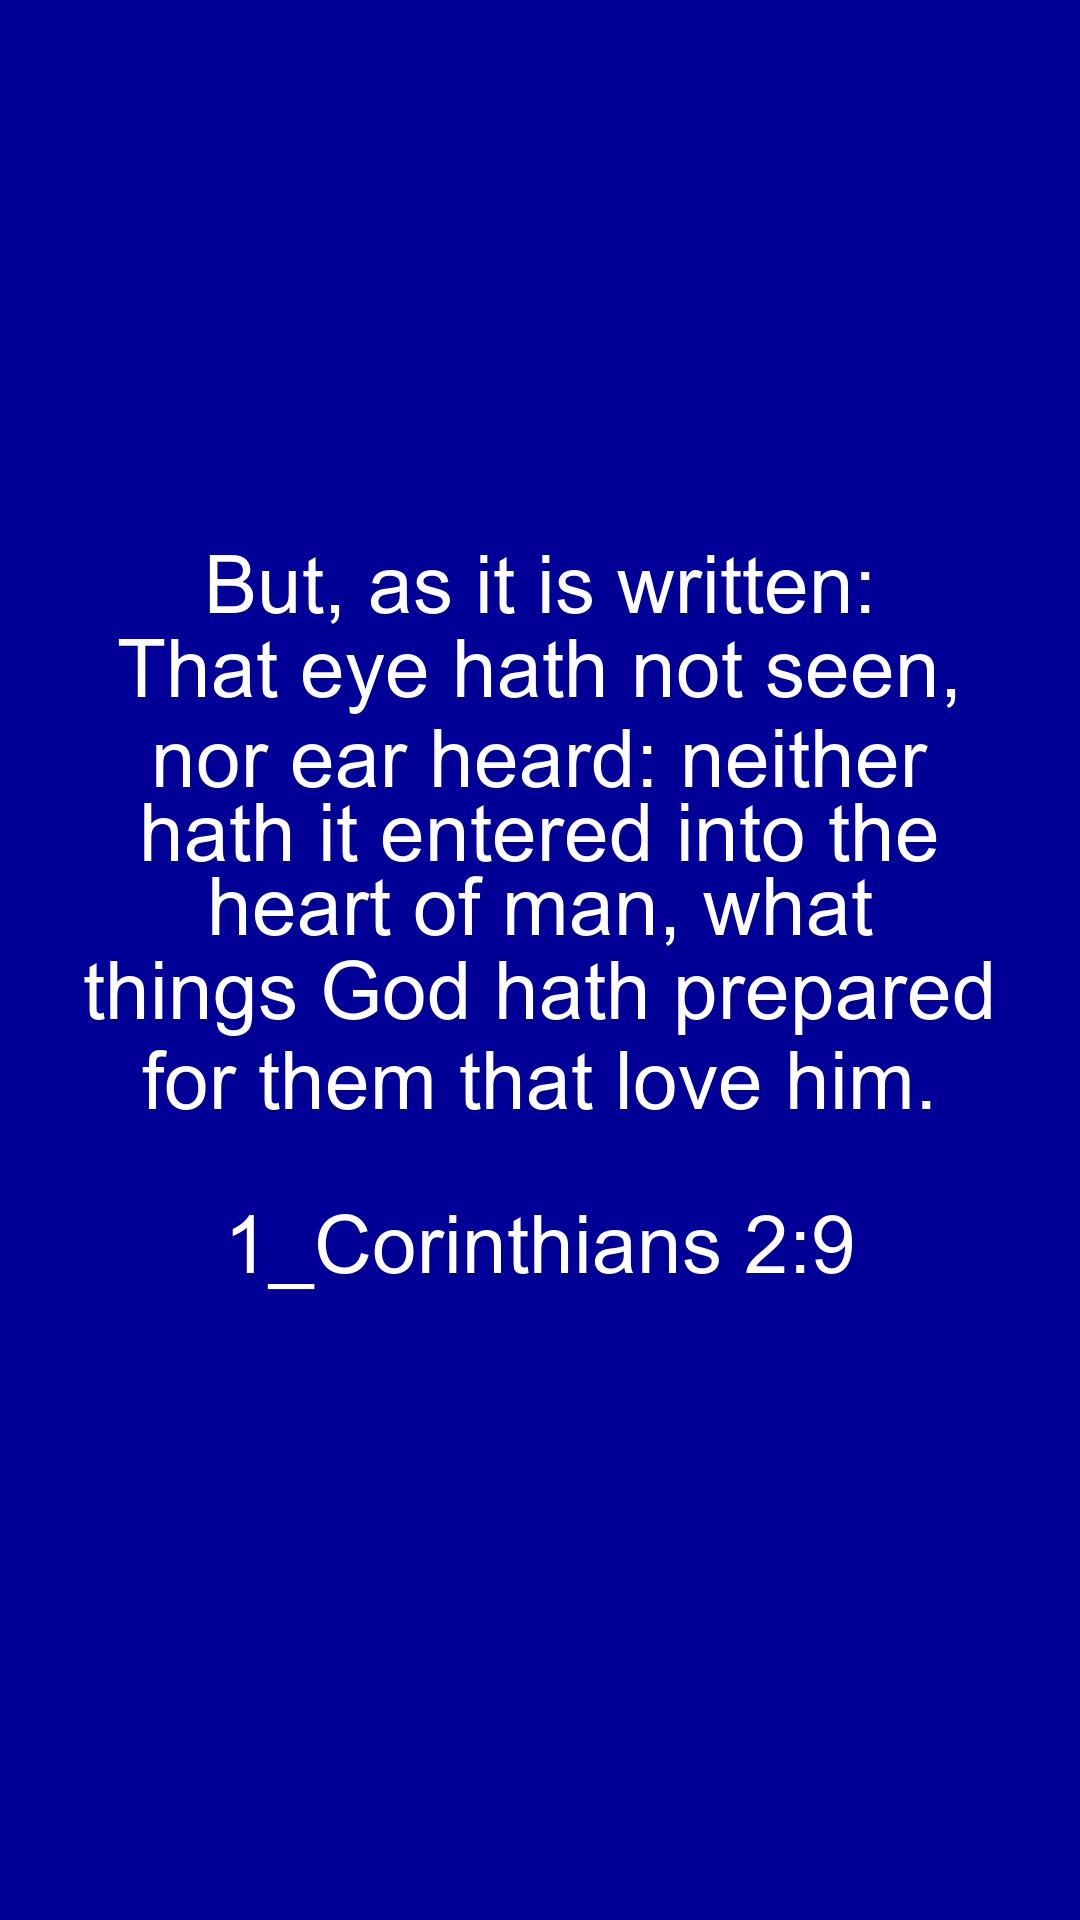 But, as it is written:
That eye hath not seen,
nor ear heard: neither
hath it entered into the
heart of man, what
things God hath prepared
for them that love him.
1_Corinthians 2:9